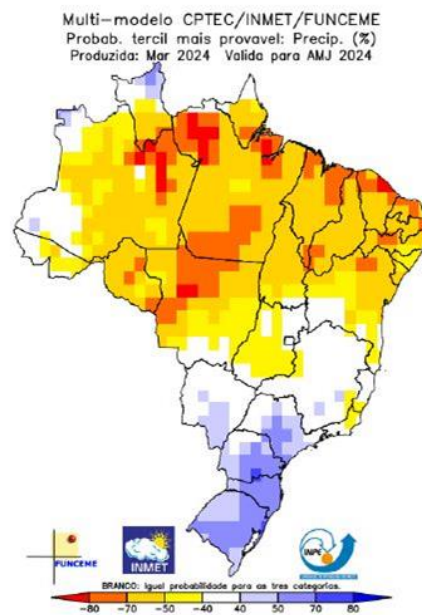 Multi-modelo CPTEC/INMET/FUNCEME
Probab. tercil mais provavel: Precip. (%)
Produzida: Mar 2024   Valida para AMJ 2024
FUNCEME
INMET
INPE
BRANCO: Igual probabilidade para as tres categorias.
-80 -70 -50 -40 40 50 70 80